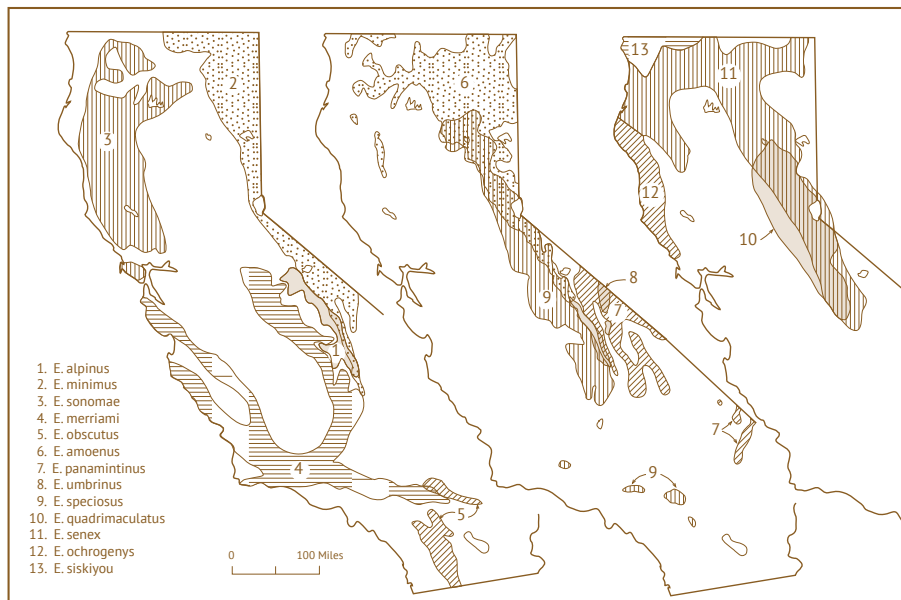 13
2
6
11
3
12
10
8
9
7
1
1. E. alpinus
2. E. minimus
3. E. sonomae
4. E. merriami
5. E. obscutus
6. E. amoenus
7. E. panamintinus
8. E. umbrinus
9. E. speciosus
10. E. quadrimaculatus
11. E. senex
12. E. ochrogenys
13. E. siskiyou
7
4
9
5
0 100 Miles